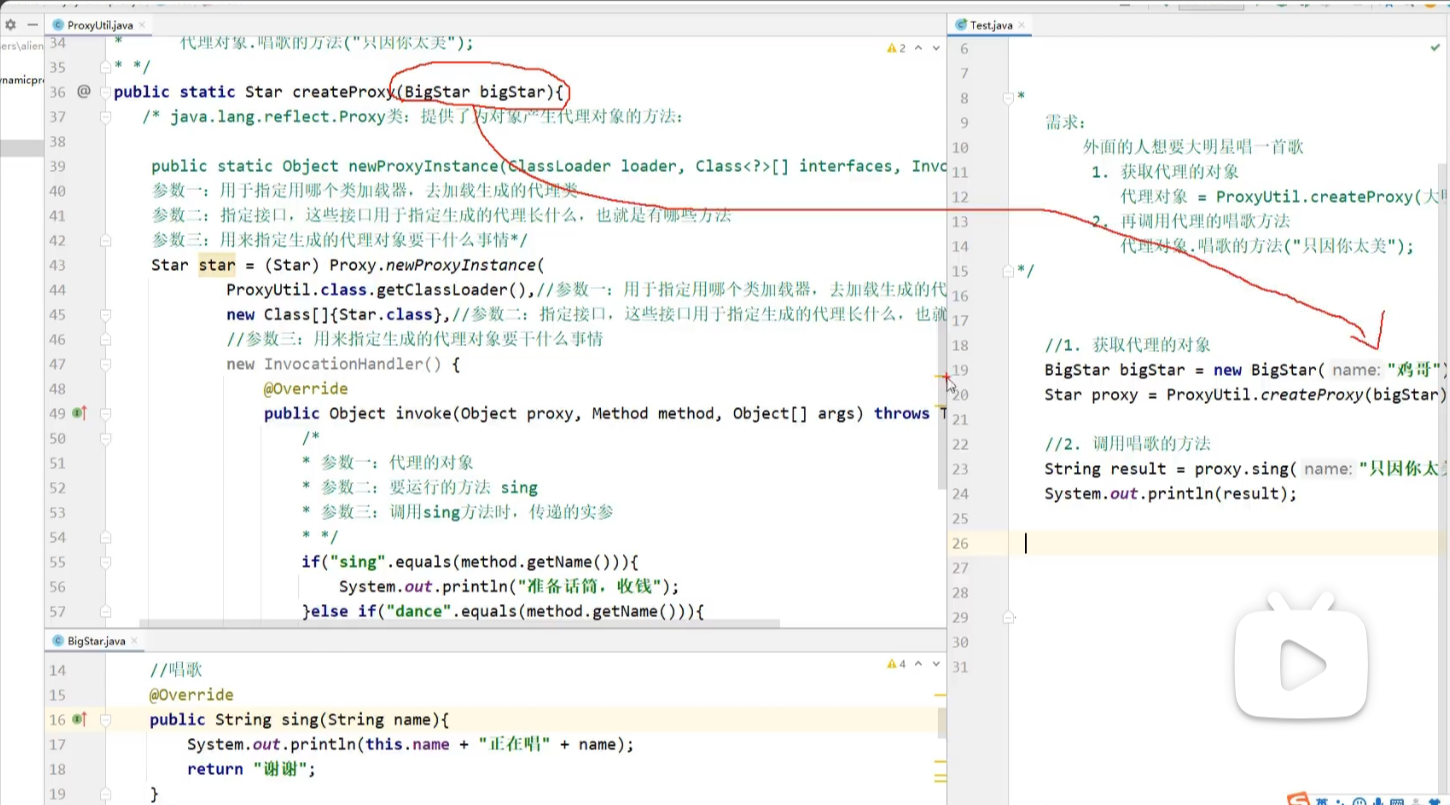 ProxyUtil.java
34 * 代理对象.唱歌的方法("只因你太美");
35 * */
36 @ public static Star createProxy(BigStar bigStar){
37 /* java.lang.reflect.Proxy类：提供了为对象产生代理对象的方法：
38
39 public static Object newProxyInstance(ClassLoader loader, Class<?>[] interfaces, Invo
40 参数一：用于指定用哪个类加载器，去加载生成的代理类
41 参数二：指定接口，这些接口用于指定生成的代理长什么，也就是有哪些方法
42 参数三：用来指定生成的代理对象要干什么事情*/
43 Star star = (Star) Proxy.newProxyInstance(
44 ProxyUtil.class.getClassLoader(),//参数一：用于指定用哪个类加载器，去加载生成的代
45 new Class[]{Star.class},//参数二：指定接口，这些接口用于指定生成的代理长什么，也就
46 //参数三：用来指定生成的代理对象要干什么事情
47 new InvocationHandler() {
48 @Override
49 public Object invoke(Object proxy, Method method, Object[] args) throws T
50 /*
51 * 参数一：代理的对象
52 * 参数二：要运行的方法 sing
53 * 参数三：调用sing方法时，传递的实参
54 * */
55 if("sing".equals(method.getName())){
56 System.out.println("准备话筒，收钱");
57 }else if("dance".equals(method.getName())){
2
ers\alien
namicpr
BigStar.java
14 //唱歌
15 @Override
16 public String sing(String name){
17 System.out.println(this.name + "正在唱" + name);
18 return "谢谢";
19 }
4
Test.java
6
7
8 *
9 需求：
10 外面的人想要大明星唱一首歌
11 1. 获取代理的对象
12 代理对象 = ProxyUtil.createProxy(大
13 2. 再调用代理的唱歌方法
14 代理对象.唱歌的方法("只因你太美");
15 */
16
17
18 //1. 获取代理的对象
19 BigStar bigStar = new BigStar( name: "鸡哥")
20 Star proxy = ProxyUtil.createProxy(bigStar)
21
22 //2. 调用唱歌的方法
23 String result = proxy.sing( name: "只因你太
24 System.out.println(result);
25
26
27
28
29
30
31
英